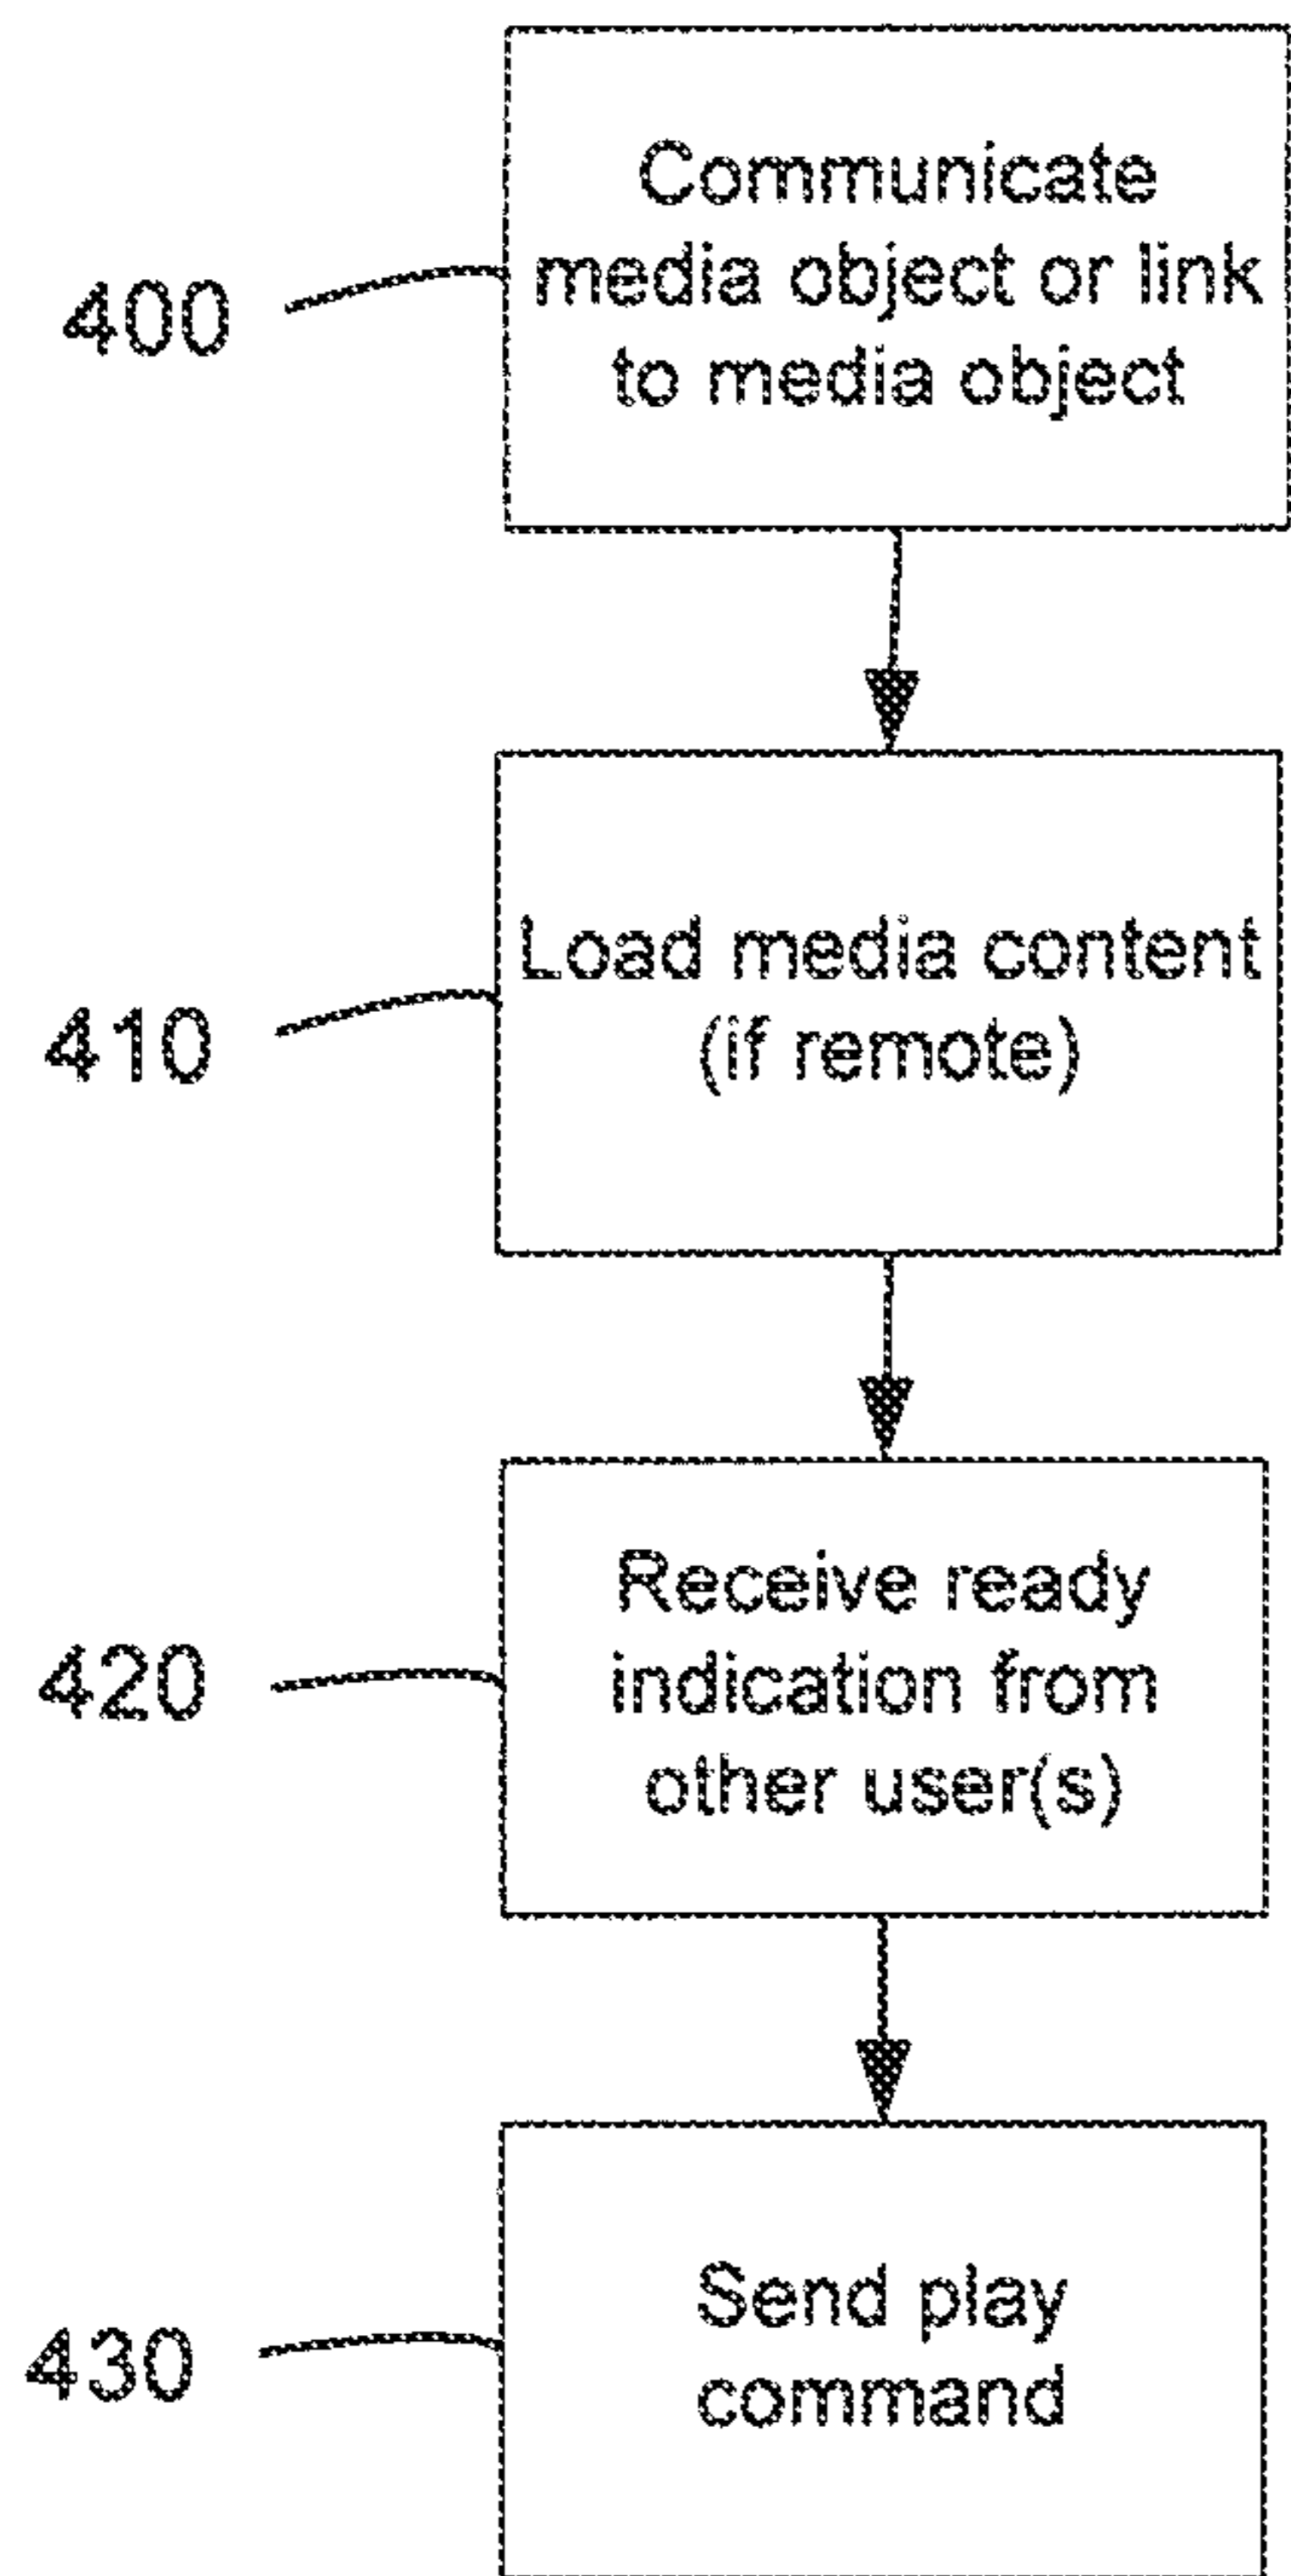 400
Communicate
media object or link
to media object
410
Load media content
(if remote)
420
Receive ready
indication from
other user(s)
430
Send play
command